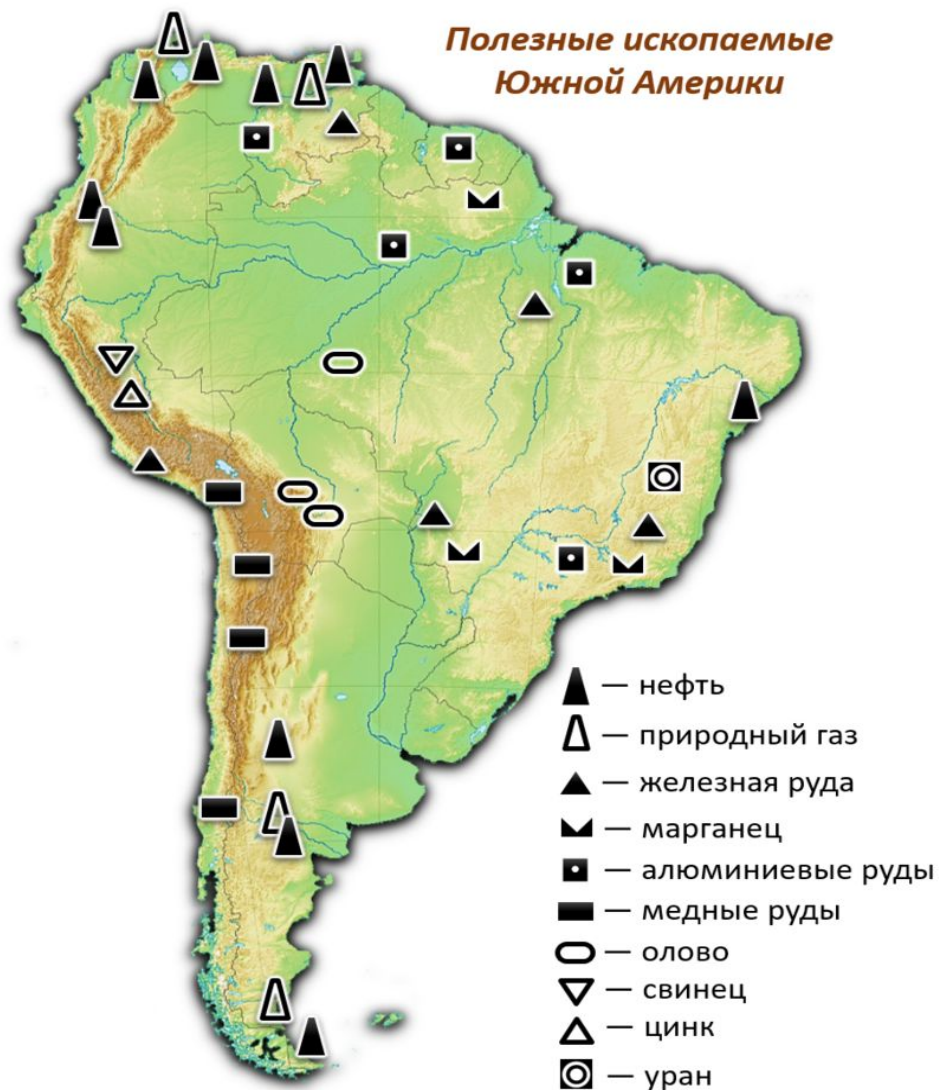 Полезные ископаемые
Южной Америки
— нефть
— природный газ
— железная руда
— марганец
— алюминиевые руды
— медные руды
— олово
— свинец
— цинк
— уран